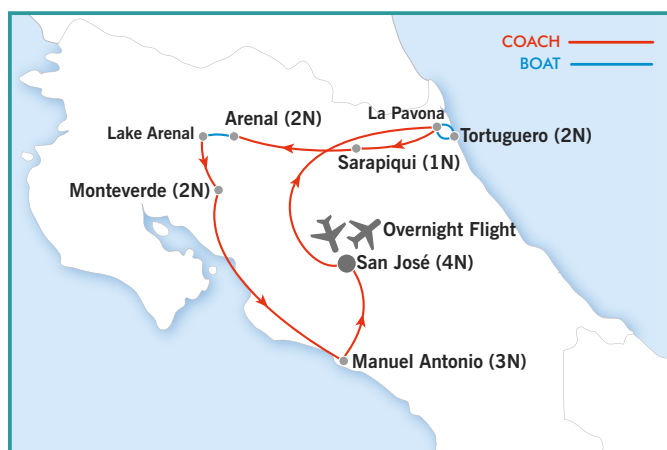 COACH
BOAT
La Pavona
Arenal (2N)
Lake Arenal
Tortuguero (2N)
Sarapiqui (1N)
Monteverde (2N)
Overnight Flight
San José (4N)
Manuel Antonio (3N)